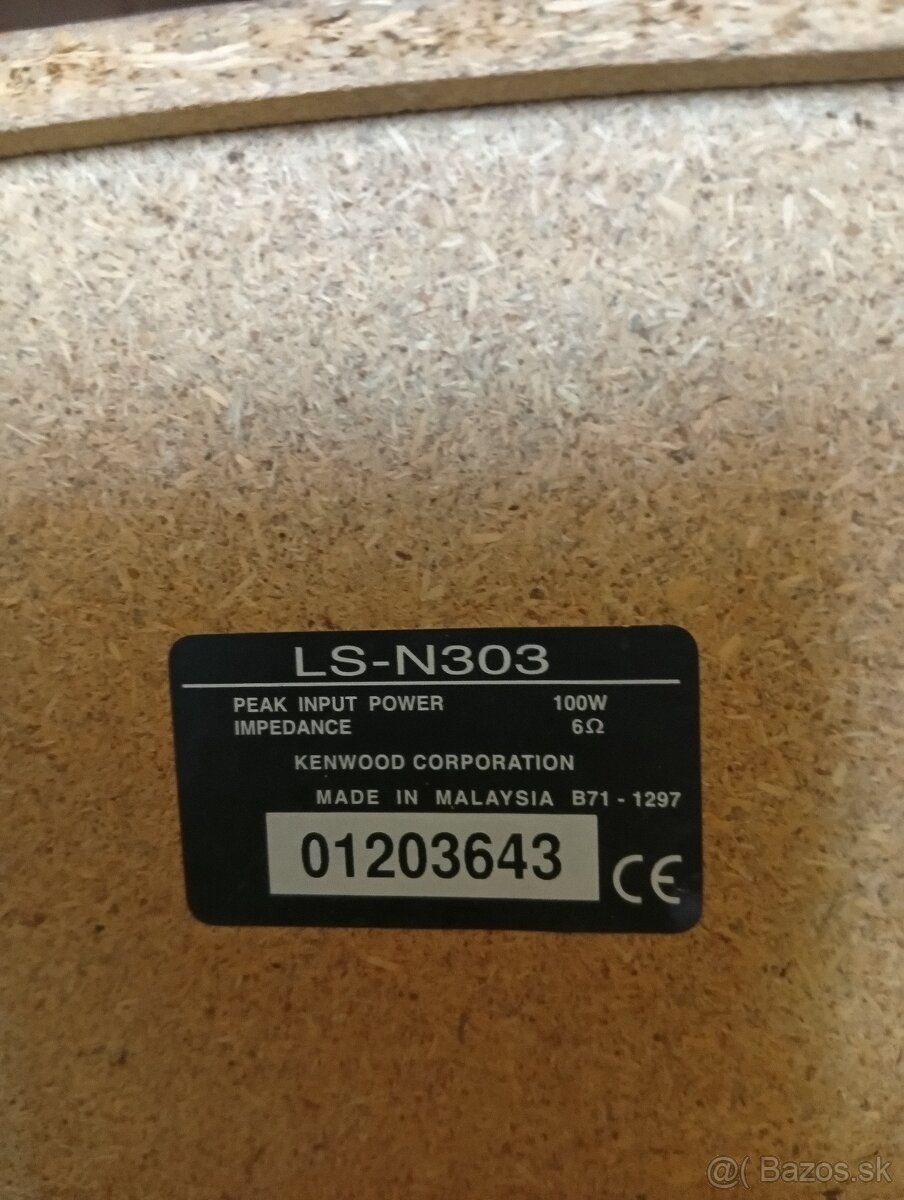 LS-N303
PEAK INPUT POWER 100W
IMPEDANCE 6Ω
KENWOOD CORPORATION
MADE IN MALAYSIA B71 - 1297
01203643 CE
@( Bazos.sk